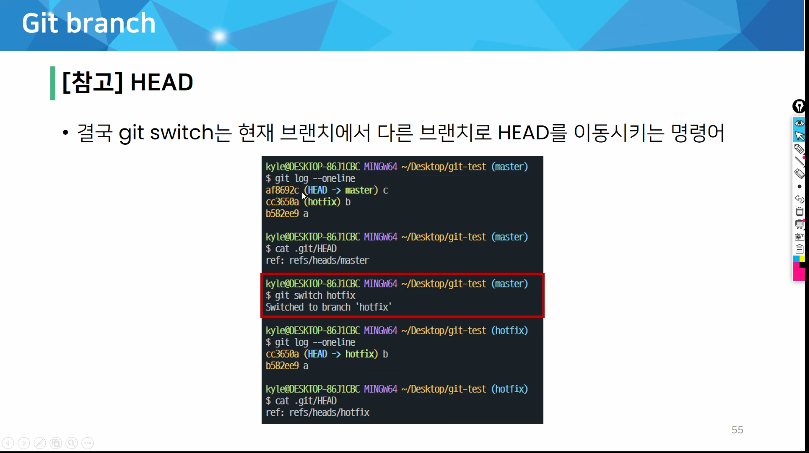 Git branch
[참고] HEAD
• 결국 git switch는 현재 브랜치에서 다른 브랜치로 HEAD를 이동시키는 명령어
kyle@DESKTOP-86J1CBC MINGW64 ~/Desktop/git-test (master)
$ git log --oneline
af8692c (HEAD -> master) c
cc3650a (hotfix) b
b582ee9 a
kyle@DESKTOP-86J1CBC MINGW64 ~/Desktop/git-test (master)
$ cat .git/HEAD
ref: refs/heads/master
kyle@DESKTOP-86J1CBC MINGW64 ~/Desktop/git-test (master)
$ git switch hotfix
Switched to branch 'hotfix'
kyle@DESKTOP-86J1CBC MINGW64 ~/Desktop/git-test (hotfix)
$ git log --oneline
cc3650a (HEAD -> hotfix) b
b582ee9 a
kyle@DESKTOP-86J1CBC MINGW64 ~/Desktop/git-test (hotfix)
$ cat .git/HEAD
ref: refs/heads/hotfix
55